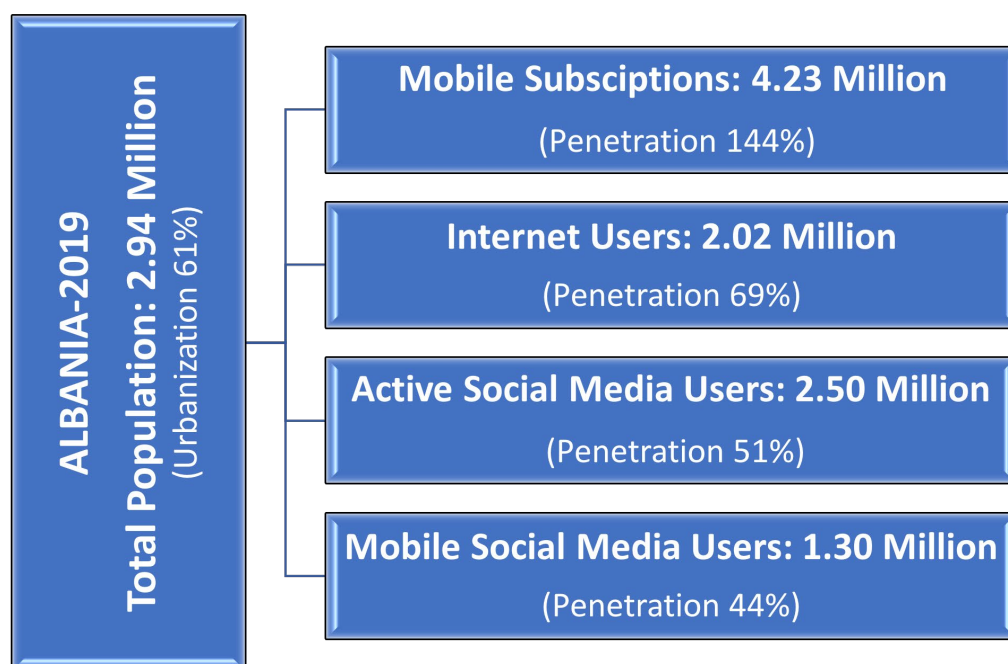 ALBANIA-2019
Total Population: 2.94 Million
(Urbanization 61%)
Mobile Subsciptions: 4.23 Million
(Penetration 144%)
Internet Users: 2.02 Million
(Penetration 69%)
Active Social Media Users: 2.50 Million
(Penetration 51%)
Mobile Social Media Users: 1.30 Million
(Penetration 44%)